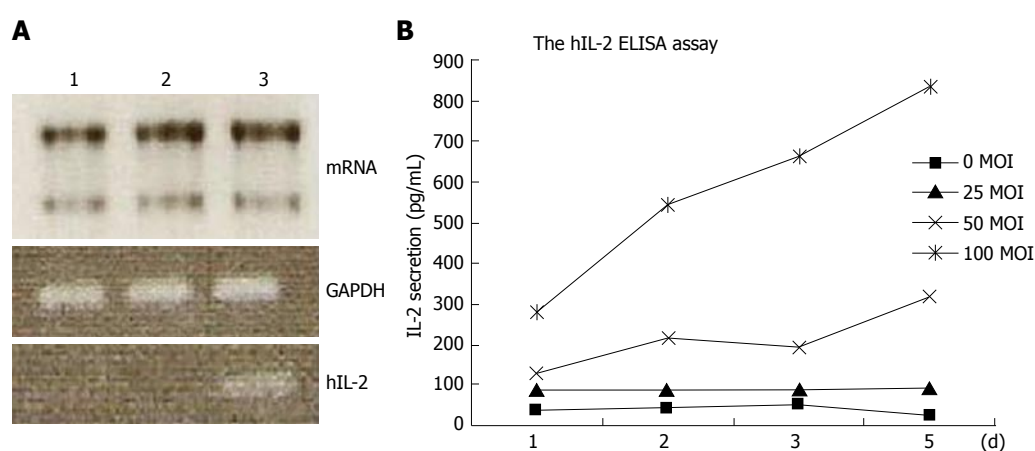 A
1 2 3
mRNA
GAPDH
hIL-2
B
The hIL-2 ELISA assay
IL-2 secretion (pg/mL)
900
800
700
600
500
400
300
200
100
0
1 2 3 5 (d)
0 MOI
25 MOI
50 MOI
100 MOI